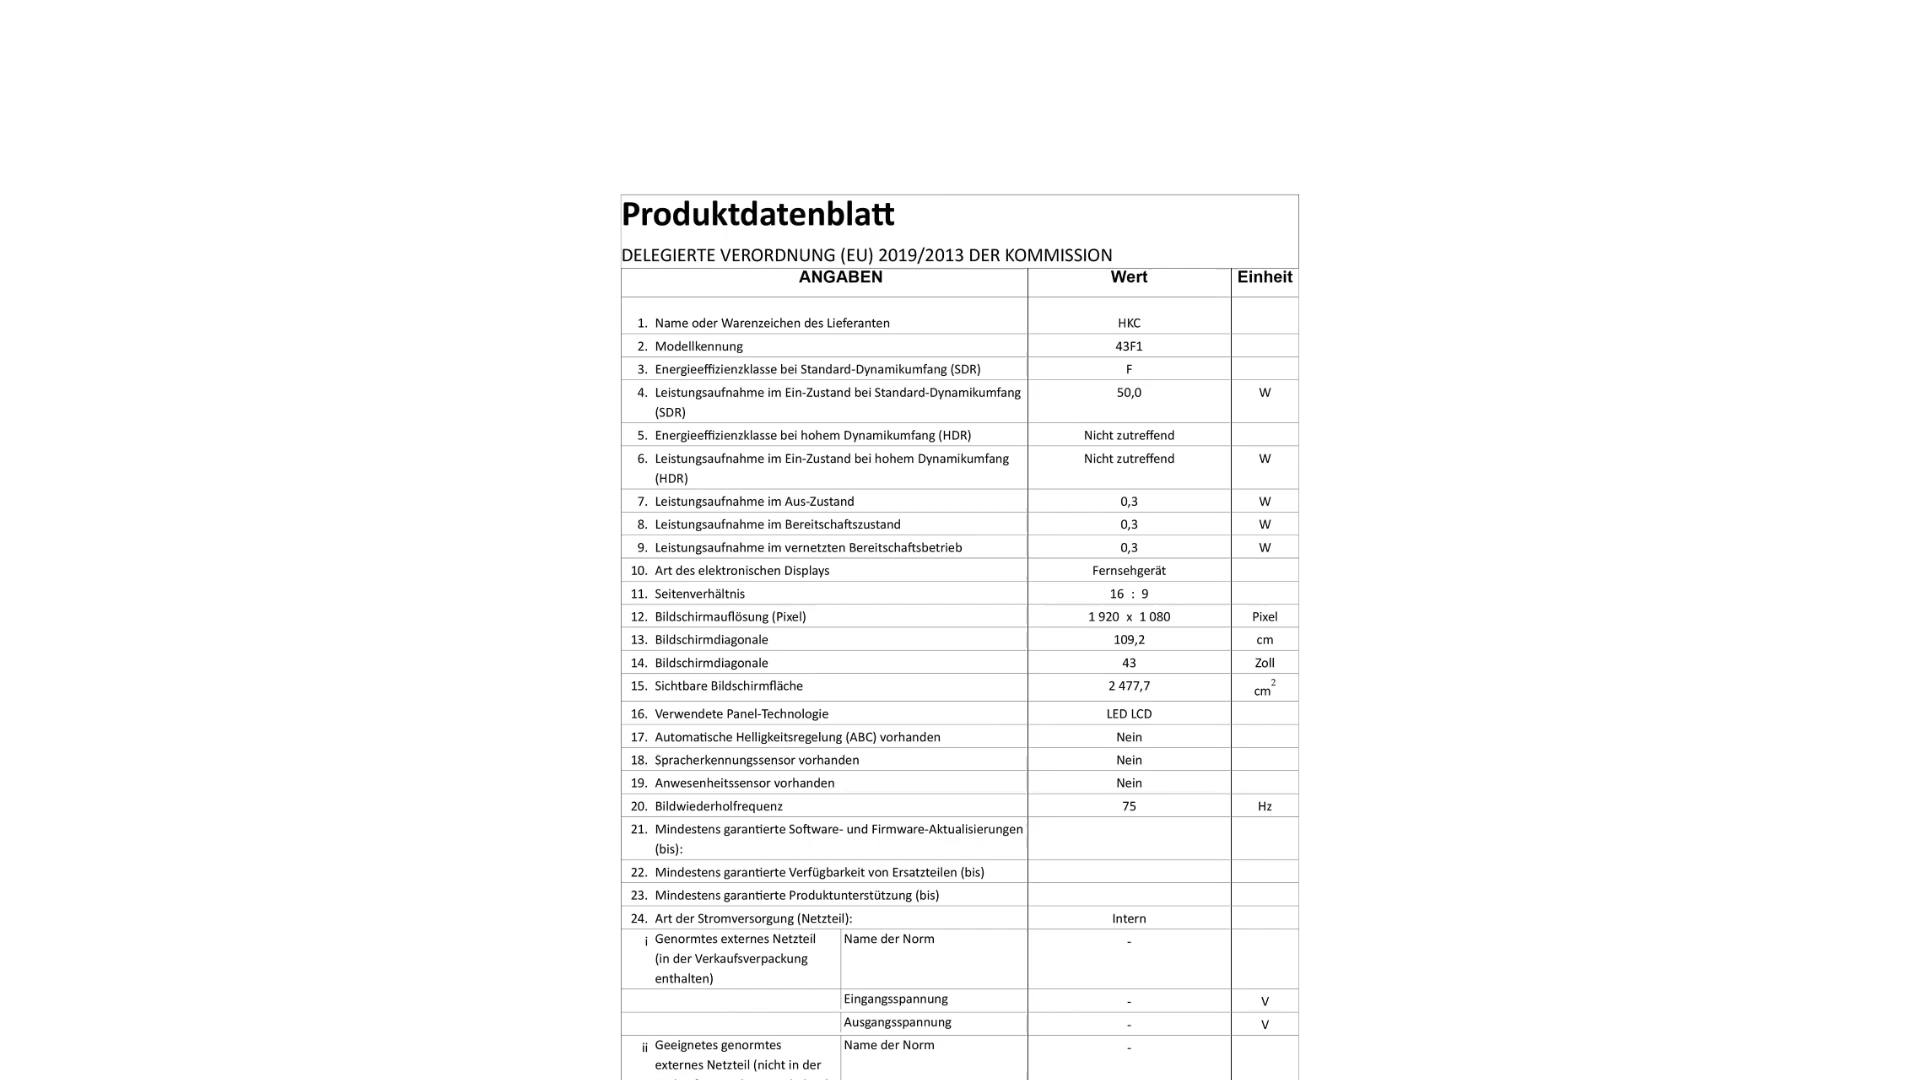 Produktdatenblatt
DELEGIERTE VERORDNUNG (EU) 2019/2013 DER KOMMISSION
ANGABEN Wert Einheit
1. Name oder Warenzeichen des Lieferanten HKC
2. Modellkennung 43F1
3. Energieeffizienzklasse bei Standard-Dynamikumfang (SDR) F
4. Leistungsaufnahme im Ein-Zustand bei Standard-Dynamikumfang 50,0 W
(SDR)
5. Energieeffizienzklasse bei hohem Dynamikumfang (HDR) Nicht zutreffend
6. Leistungsaufnahme im Ein-Zustand bei hohem Dynamikumfang Nicht zutreffend W
(HDR)
7. Leistungsaufnahme im Aus-Zustand 0,3 W
8. Leistungsaufnahme im Bereitschaftszustand 0,3 W
9. Leistungsaufnahme im vernetzten Bereitschaftsbetrieb 0,3 W
10. Art des elektronischen Displays Fernsehgerät
11. Seitenverhältnis 16 : 9
12. Bildschirmauflösung (Pixel) 1 920 x 1 080 Pixel
13. Bildschirmdiagonale 109,2 cm
14. Bildschirmdiagonale 43 Zoll
15. Sichtbare Bildschirmfläche 2 477,7 cm²
16. Verwendete Panel-Technologie LED LCD
17. Automatische Helligkeitsregelung (ABC) vorhanden Nein
18. Spracherkennungssensor vorhanden Nein
19. Anwesenheitssensor vorhanden Nein
20. Bildwiederholfrequenz 75 Hz
21. Mindestens garantierte Software- und Firmware-Aktualisierungen
(bis):
22. Mindestens garantierte Verfügbarkeit von Ersatzteilen (bis)
23. Mindestens garantierte Produktunterstützung (bis)
24. Art der Stromversorgung (Netzteil): Intern
i Genormtes externes Netzteil Name der Norm -
(in der Verkaufsverpackung
enthalten)
Eingangsspannung - V
Ausgangsspannung - V
ii Geeignetes genormtes Name der Norm -
externes Netzteil (nicht in der